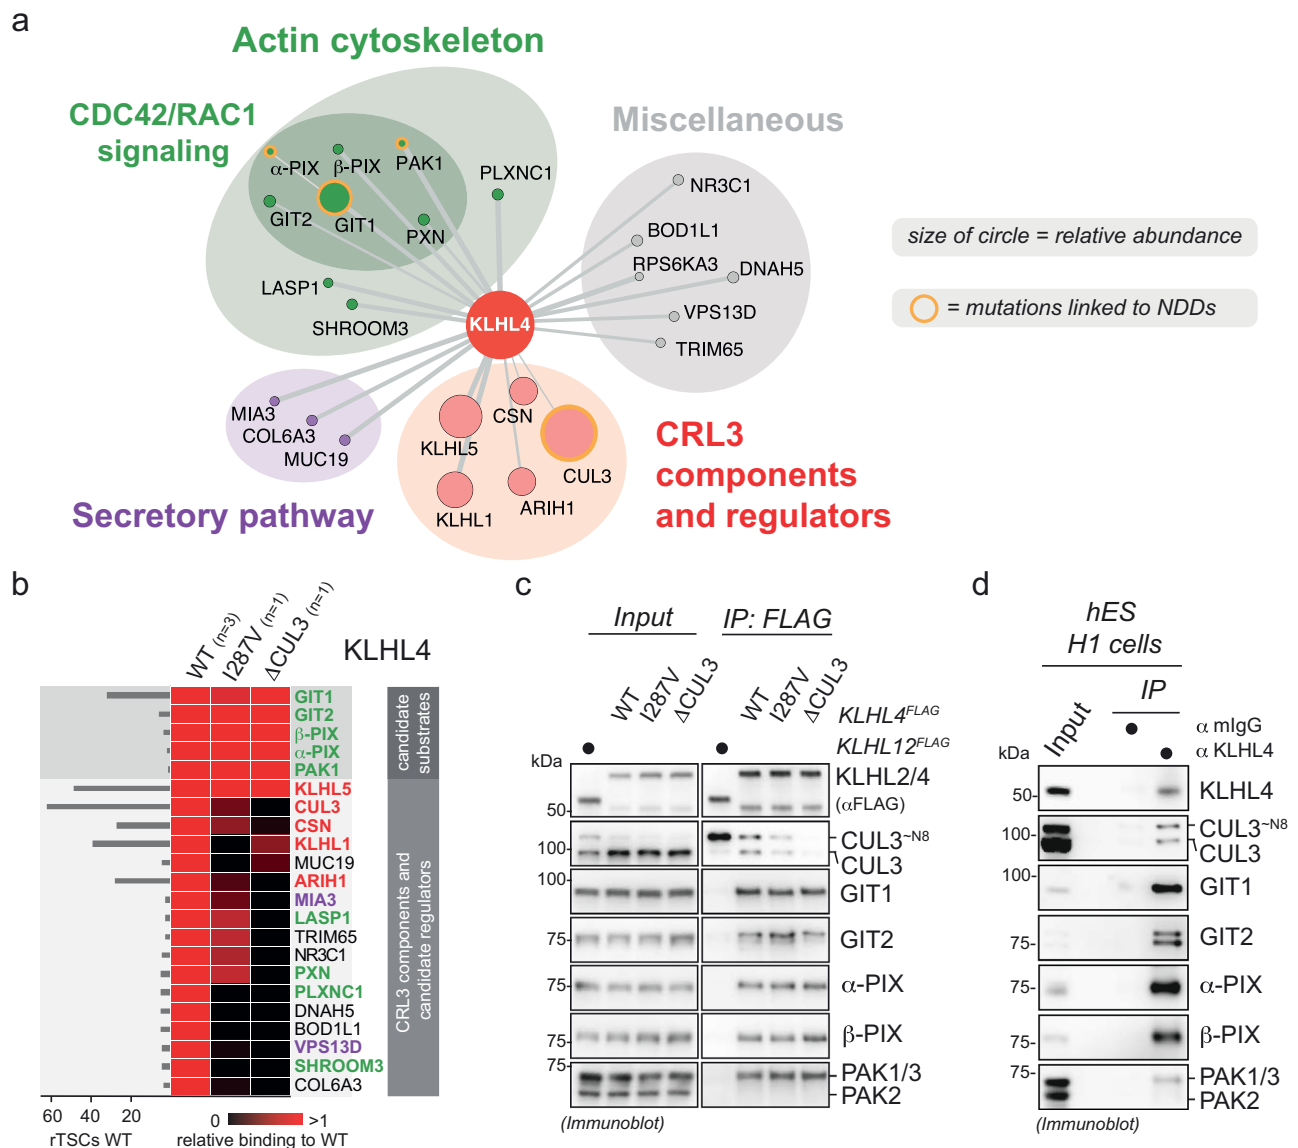 a
Actin cytoskeleton
CDC42/RAC1
signaling
Miscellaneous
α-PIX
β-PIX
PAK1
PLXNC1
GIT2
GIT1
PXN
LASP1
SHROOM3
KLHL4
NR3C1
BOD1L1
RPS6KA3
DNAH5
VPS13D
TRIM65
size of circle = relative abundance
= mutations linked to NDDs
MIA3
COL6A3
MUC19
Secretory pathway
CSN
KLHL5
CUL3
KLHL1
ARIH1
CRL3
components
and regulators
b
WT (n=3)
I287V (n=1)
ΔCUL3 (n=1)
KLHL4
GIT1
GIT2
β-PIX
α-PIX
PAK1
KLHL5
CUL3
CSN
KLHL1
MUC19
ARIH1
MIA3
LASP1
TRIM65
NR3C1
PXN
PLXNC1
DNAH5
BOD1L1
VPS13D
SHROOM3
COL6A3
candidate
substrates
CRL3 components and
candidate regulators
60 40 20
rTSCs WT
0 >1
relative binding to WT
c
Input
IP: FLAG
WT
I287V
ΔCUL3
WT
I287V
ΔCUL3
KLHL4FLAG
KLHL12FLAG
kDa
50-
KLHL2/4
(αFLAG)
100-
CUL3~N8
CUL3
100-
GIT1
75-
GIT2
75-
α-PIX
75-
β-PIX
75-
PAK1/3
PAK2
(Immunoblot)
d
hES
H1 cells
Input
IP
α mIgG
α KLHL4
kDa
50-
KLHL4
100-
CUL3~N8
CUL3
100-
GIT1
75-
GIT2
75-
α-PIX
75-
β-PIX
75-
PAK1/3
PAK2
(Immunoblot)